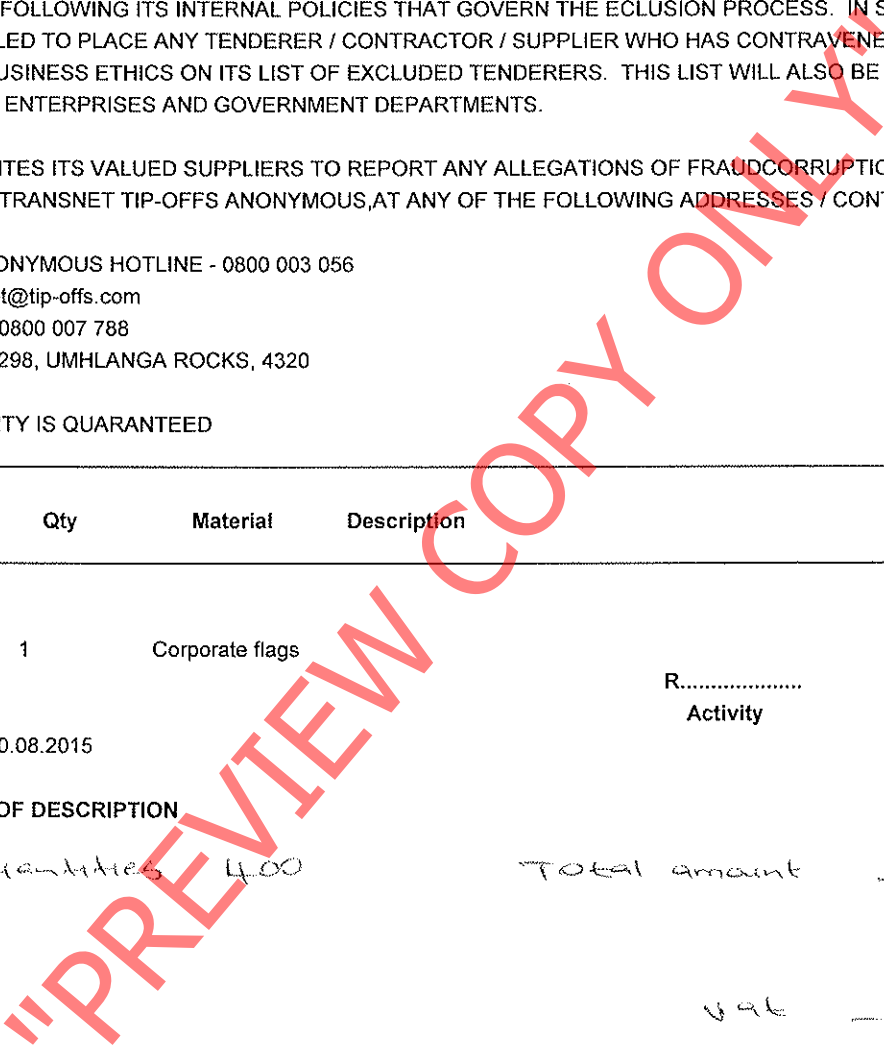 FOLLOWING ITS INTERNAL POLICIES THAT GOVERN THE ECLUSION PROCESS. IN S
LED TO PLACE ANY TENDERER / CONTRACTOR / SUPPLIER WHO HAS CONTRAVENE
USINESS ETHICS ON ITS LIST OF EXCLUDED TENDERERS. THIS LIST WILL ALSO BE
ENTERPRISES AND GOVERNMENT DEPARTMENTS.
ITES ITS VALUED SUPPLIERS TO REPORT ANY ALLEGATIONS OF FRAUDCORRUPTIO
TRANSNET TIP-OFFS ANONYMOUS,AT ANY OF THE FOLLOWING ADDRESSES / CONT
ONYMOUS HOTLINE - 0800 003 056
t@tip-offs.com
0800 007 788
298, UMHLANGA ROCKS, 4320
TY IS QUARANTEED
Qty Material Description
1 Corporate flags
R....................
Activity
0.08.2015
OF DESCRIPTION
uantities 400 Total amount
vat
"PREVIEW COPY ONLY"